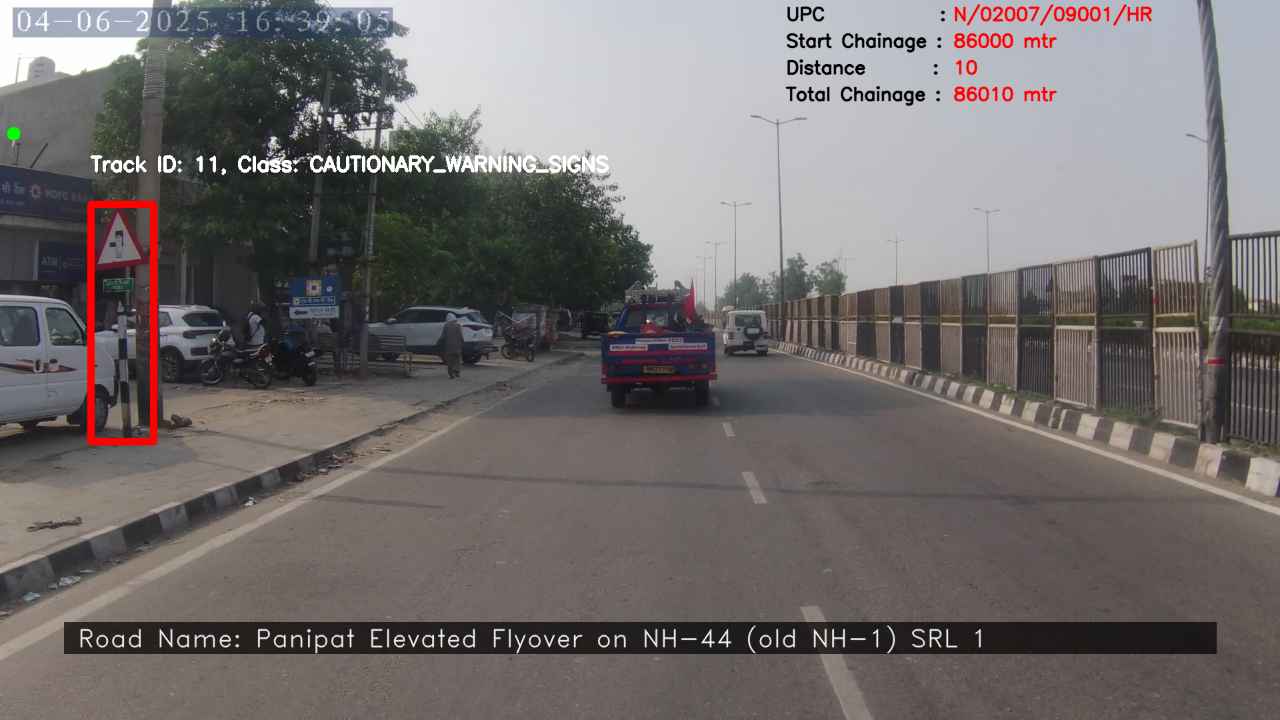 04-06-2025 16:39:05
UPC : N/02007/09001/HR
Start Chainage : 86000 mtr
Distance : 10
Total Chainage : 86010 mtr
Track ID: 11, Class: CAUTIONARY_WARNING_SIGNS
HDFC
ATM
Road Name: Panipat Elevated Flyover on NH-44 (old NH-1) SRL 1